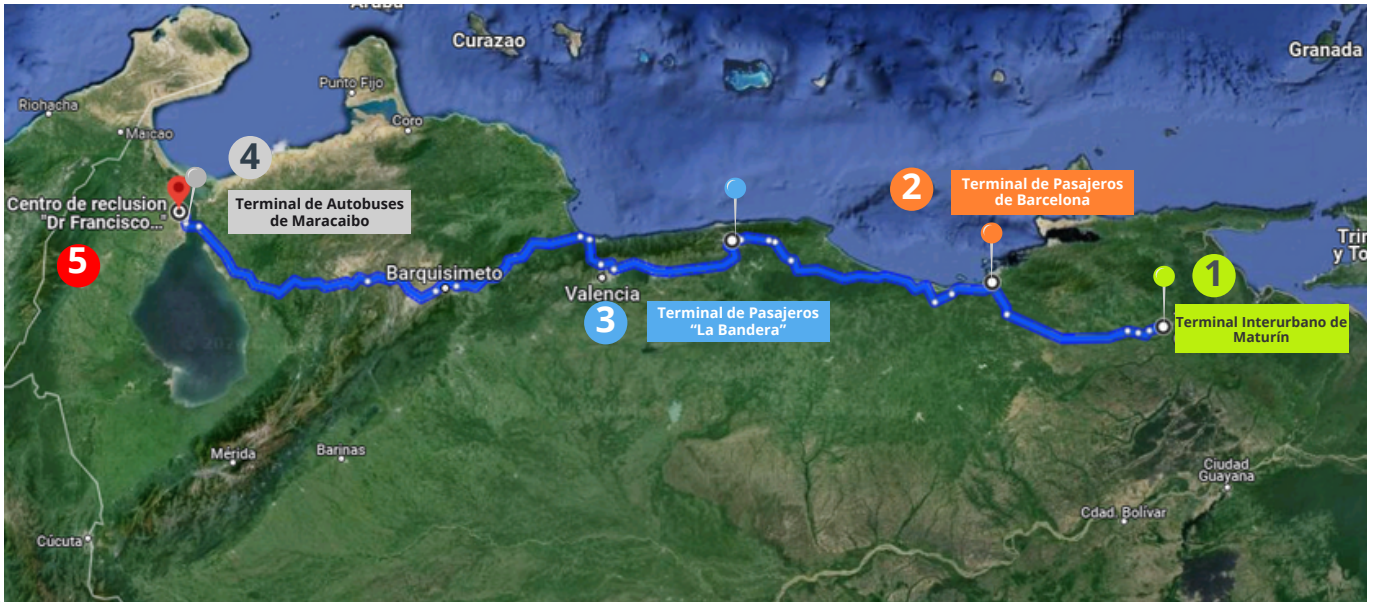 Aruba
Curazao
Granada
Punto Fijo
Riohacha
Coro
Maicao
4
Centro de reclusion
"Dr Francisco..."
Terminal de Autobuses
de Maracaibo
5
2
Terminal de Pasajeros
de Barcelona
1
Terminal Interurbano de
Maturín
Barquisimeto
Valencia
3
Terminal de Pasajeros
“La Bandera”
Trin
y To
Mérida
Barinas
Cúcuta
Ciudad
Guayana
Cdad. Bolívar